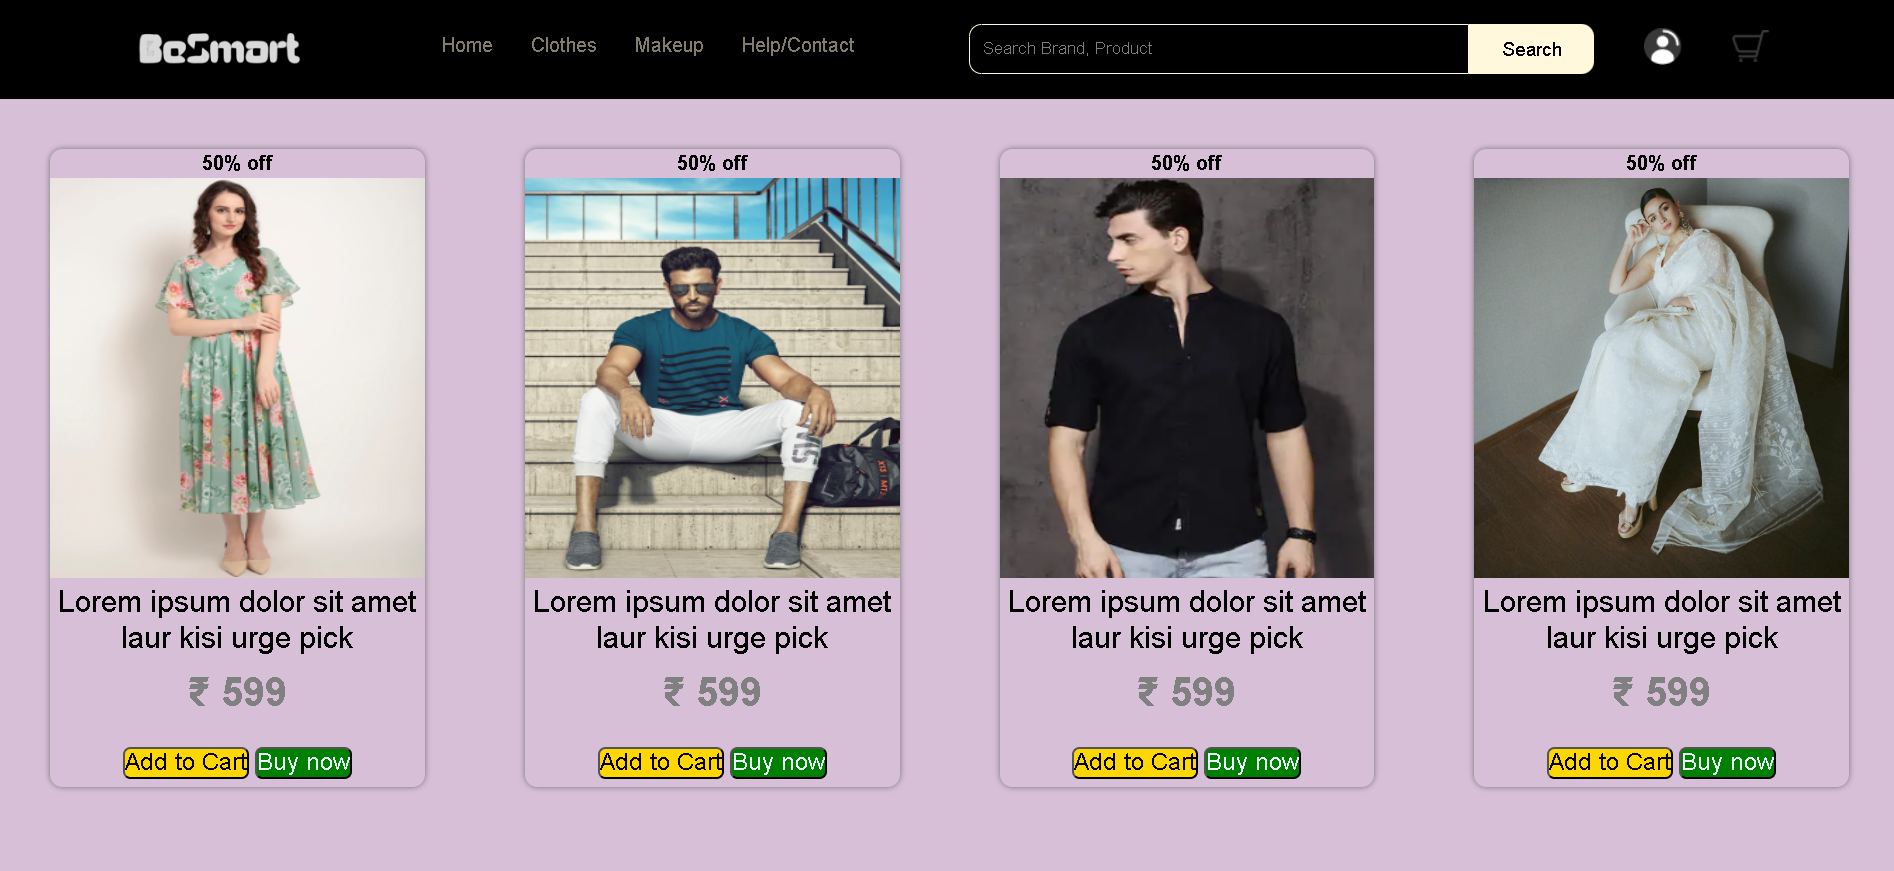 BeSmart
Home Clothes Makeup Help/Contact
Search Brand, Product
Search
50% off
Lorem ipsum dolor sit amet
laur kisi urge pick
₹ 599
Add to Cart Buy now
50% off
Lorem ipsum dolor sit amet
laur kisi urge pick
₹ 599
Add to Cart Buy now
50% off
Lorem ipsum dolor sit amet
laur kisi urge pick
₹ 599
Add to Cart Buy now
50% off
Lorem ipsum dolor sit amet
laur kisi urge pick
₹ 599
Add to Cart Buy now